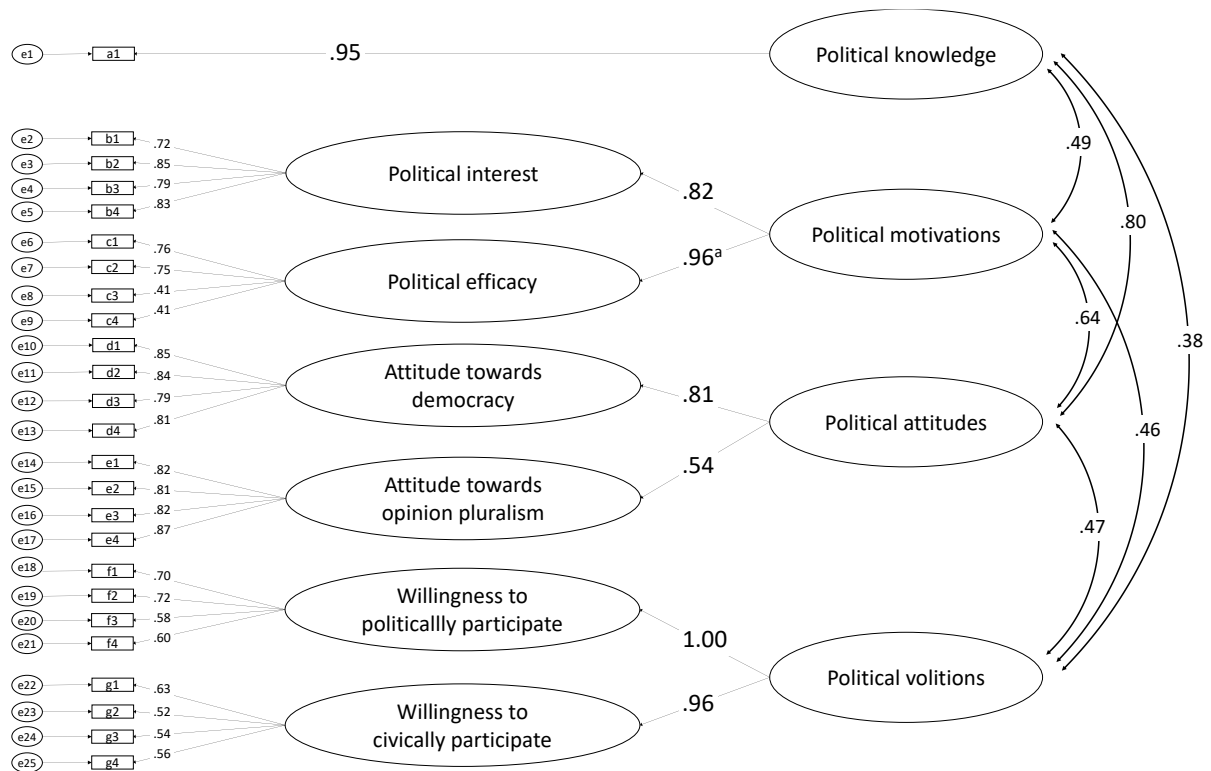 e1 a1 .95 Political knowledge
e2 b1 .72
e3 b2 .85
e4 b3 .79
e5 b4 .83
Political interest
.82
.49
e6 c1 .76
e7 c2 .75
e8 c3 .41
e9 c4 .41
Political efficacy
.96ᵃ
Political motivations
.80
e10 d1 .85
e11 d2 .84
e12 d3 .79
e13 d4 .81
Attitude towards
democracy
.81
.64
.38
e14 e1 .82
e15 e2 .81
e16 e3 .82
e17 e4 .87
Attitude towards
opinion pluralism
.54
Political attitudes
.46
.47
e18 f1 .70
e19 f2 .72
e20 f3 .58
e21 f4 .60
Willingness to
politicallly participate
1.00
e22 g1 .63
e23 g2 .52
e24 g3 .54
e25 g4 .56
Willingness to
civically participate
.96
Political volitions